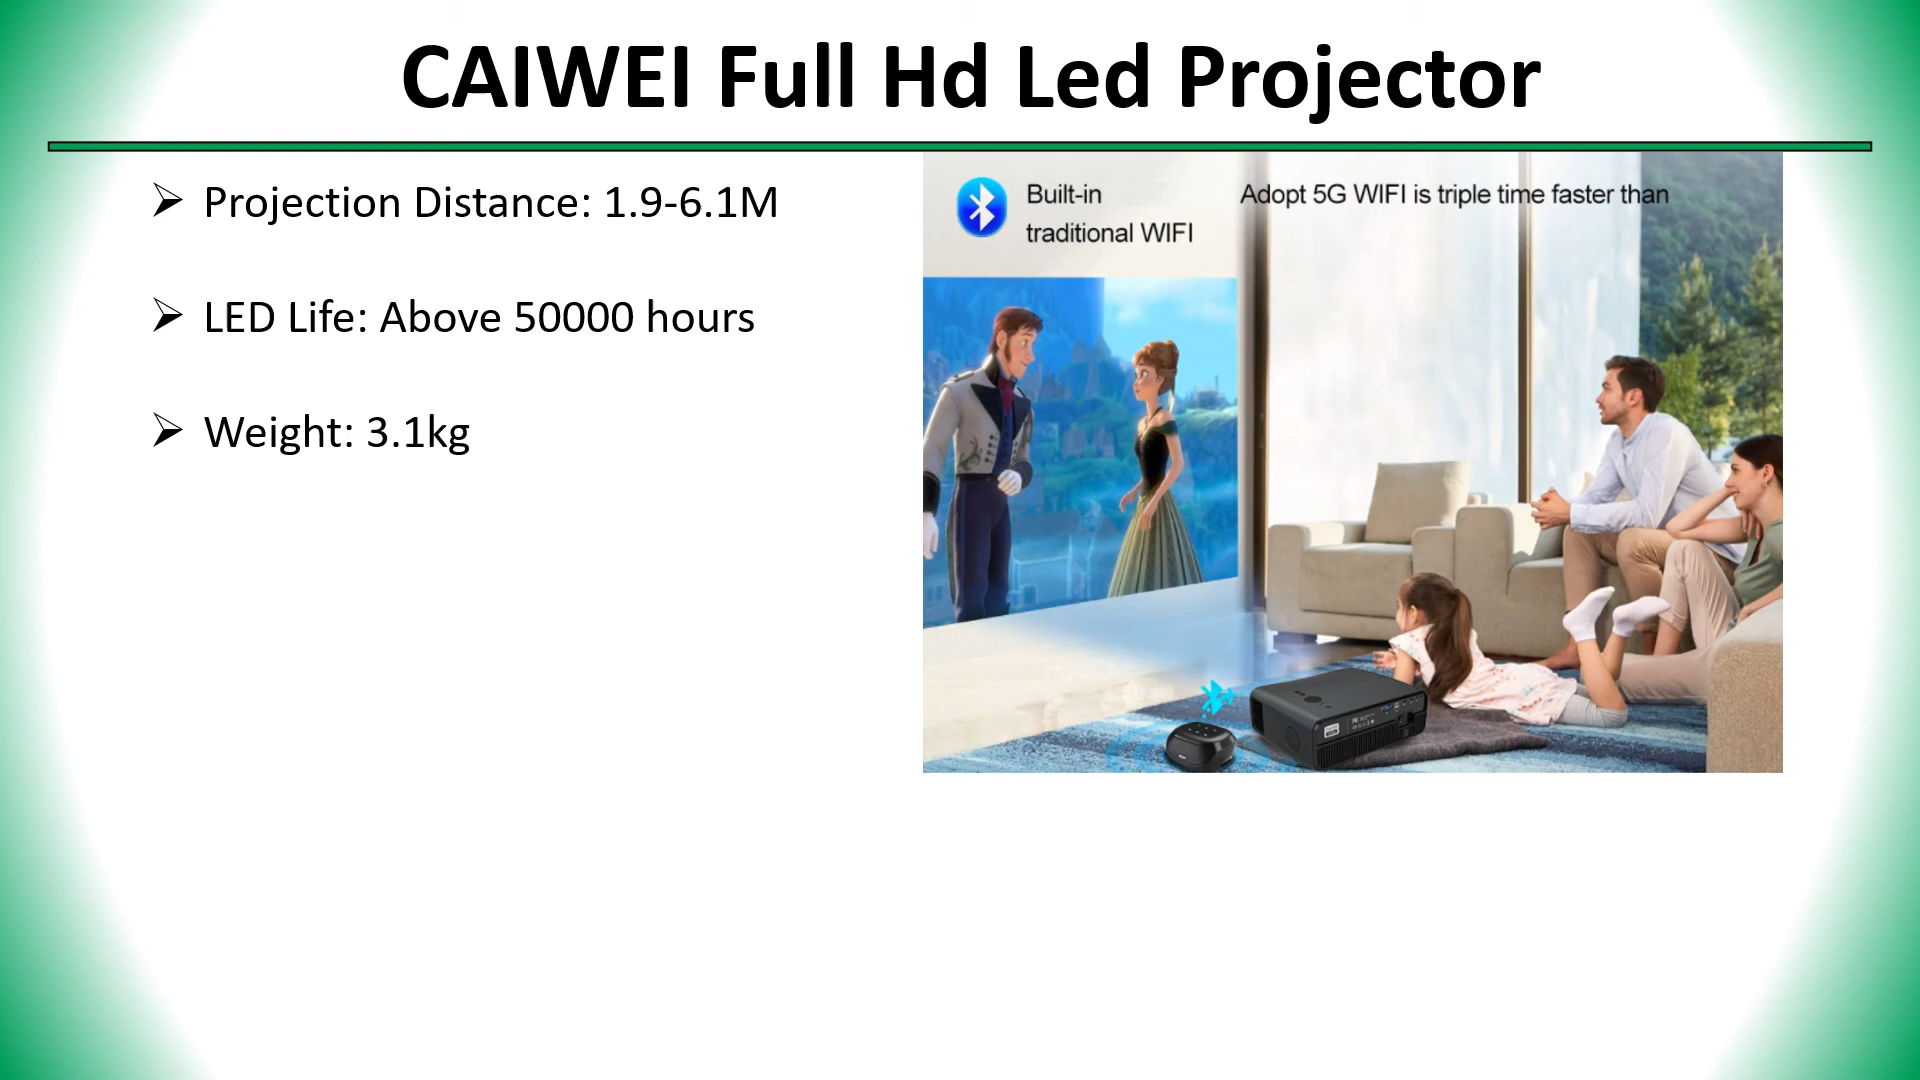 CAIWEI Full Hd Led Projector
Projection Distance: 1.9-6.1M
LED Life: Above 50000 hours
Weight: 3.1kg
Built-in Adopt 5G WIFI is triple time faster than
traditional WIFI